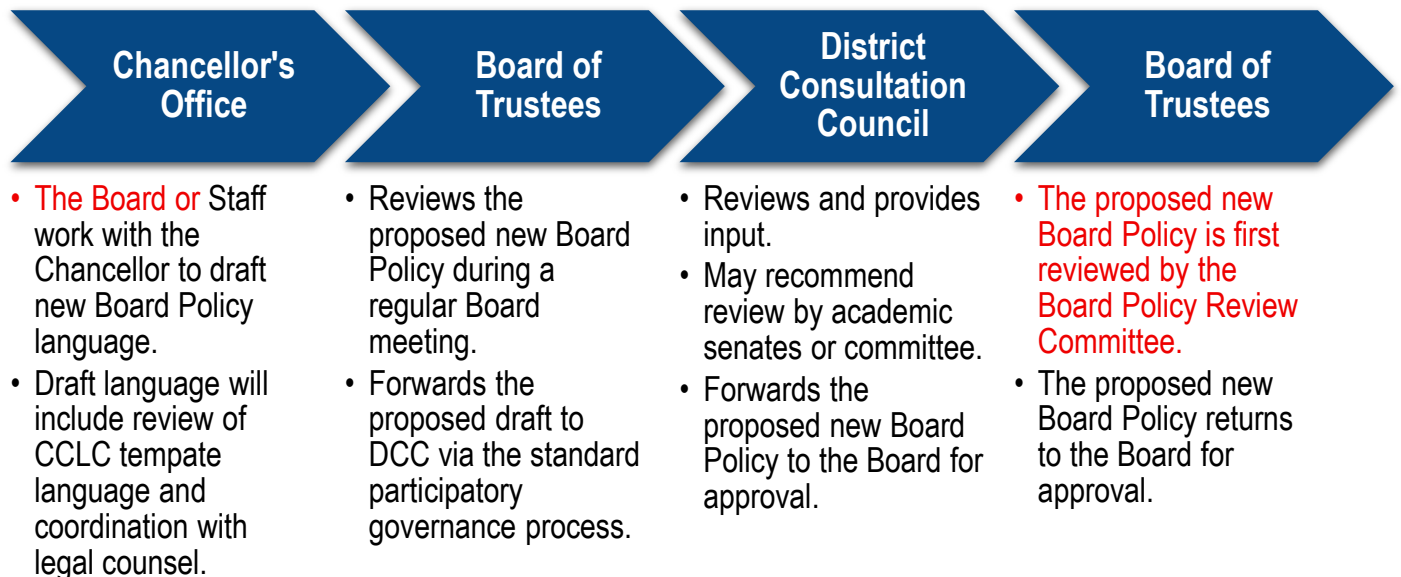 Chancellor's
Office
Board of
Trustees
District
Consultation
Council
Board of
Trustees
• The Board or Staff
work with the
Chancellor to draft
new Board Policy
language.
• Draft language will
include review of
CCLC tempate
language and
coordination with
legal counsel.
• Reviews the
proposed new Board
Policy during a
regular Board
meeting.
• Forwards the
proposed draft to
DCC via the standard
participatory
governance process.
• Reviews and provides
input.
• May recommend
review by academic
senates or committee.
• Forwards the
proposed new Board
Policy to the Board for
approval.
• The proposed new
Board Policy is first
reviewed by the
Board Policy Review
Committee.
• The proposed new
Board Policy returns
to the Board for
approval.